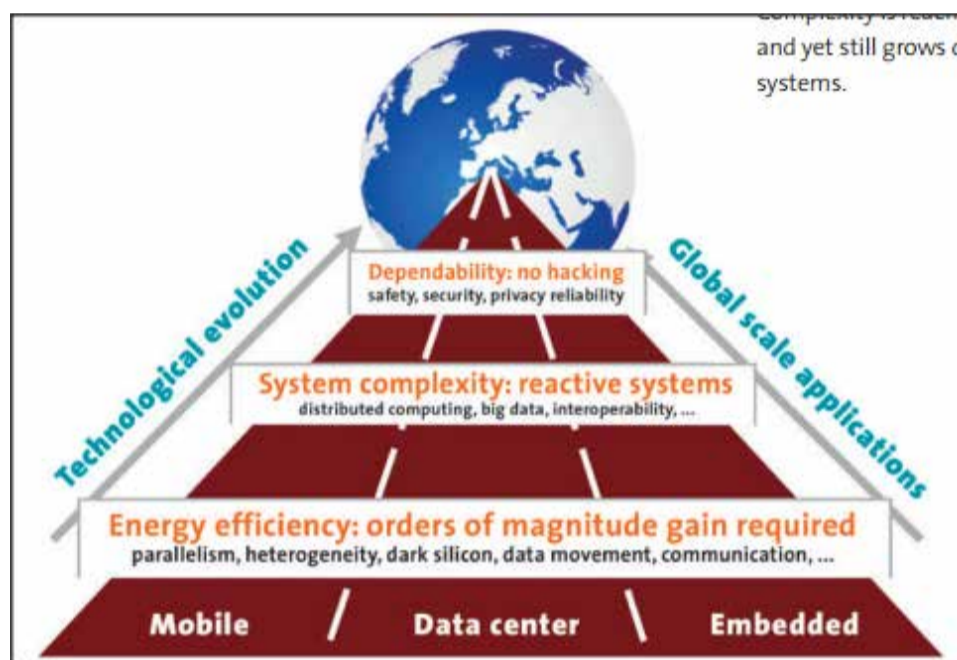 and yet still grows
systems.
Technological evolution
Global scale applications
Dependability: no hacking
safety, security, privacy reliability
System complexity: reactive systems
distributed computing, big data, interoperability, ...
Energy efficiency: orders of magnitude gain required
parallelism, heterogeneity, dark silicon, data movement, communication, ...
Mobile / Data center / Embedded